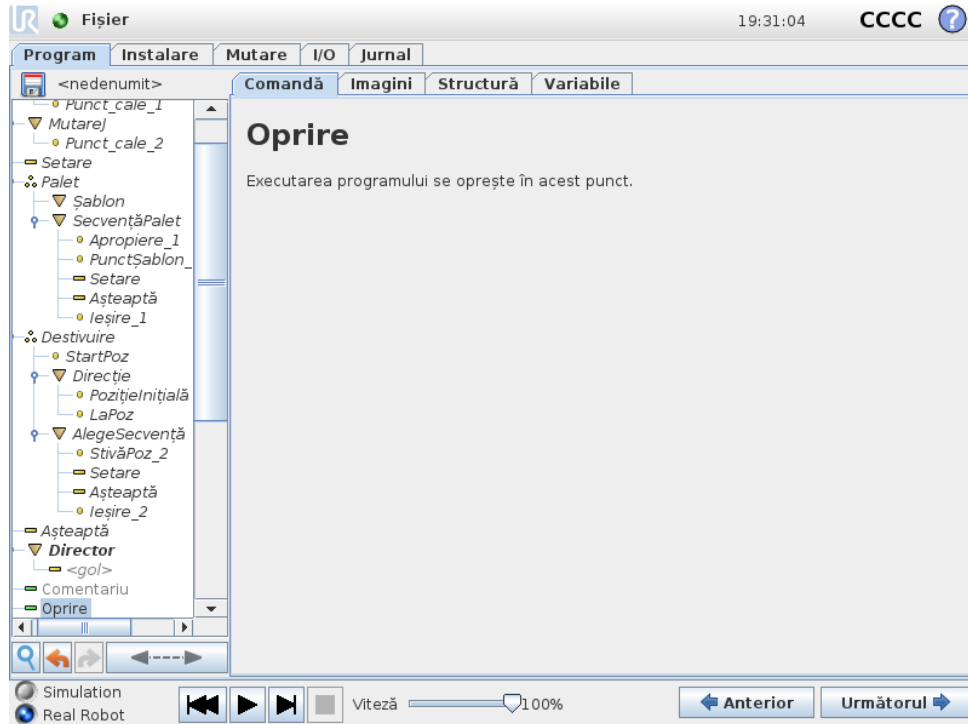 UR Fișier 19:31:04 CCCC ?
Program Instalare Mutare I/O Jurnal
<nedenumit>
Comandă Imagini Structură Variabile
Punct_cale_1
MutareJ
Punct_cale_2
Setare
Palet
Șablon
SecvențăPalet
Apropiere_1
PunctȘablon_
Setare
Așteaptă
Ieșire_1
Destivuire
StartPoz
Direcție
PozițieInițială
LaPoz
AlegeSecvență
StivăPoz_2
Setare
Așteaptă
Ieșire_2
Așteaptă
Director
<gol>
Comentariu
Oprire
Oprire
Executarea programului se oprește în acest punct.
Simulation
Real Robot
Viteză 100%
Anterior
Următorul